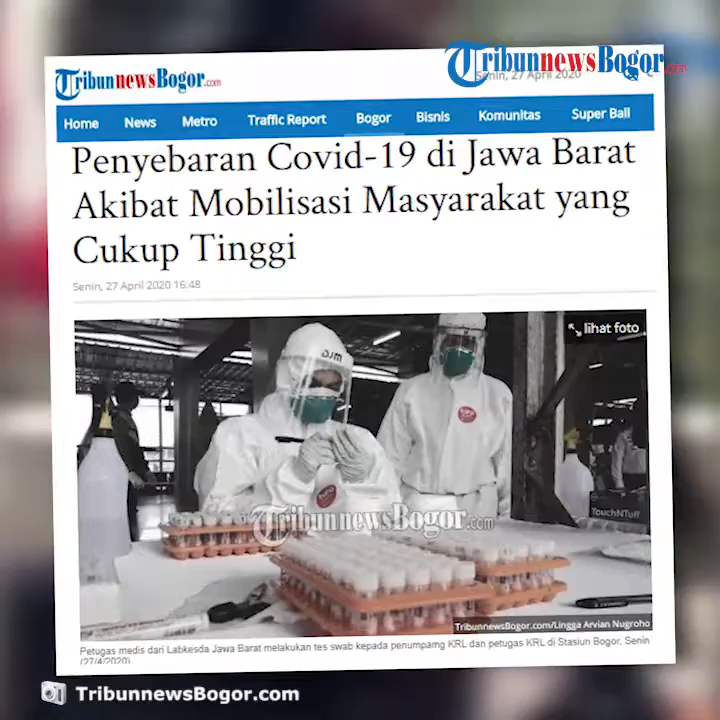 TribunnewsBogor.com
TribunnewsBogor.com
Senin, 27 April 2020
Home News Metro Traffic Report Bogor Bisnis Komunitas Super Ball
Penyebaran Covid-19 di Jawa Barat
Akibat Mobilisasi Masyarakat yang
Cukup Tinggi
Senin, 27 April 2020 16:48
lihat foto
DJM
TouchNTuff
TribunnewsBogor.com
TribunnewsBogor.com/Lingga Arvian Nugroho
Petugas medis dari Labkesda Jawa Barat melakukan tes swab kepada penumpamg KRL dan petugas KRL di Stasiun Bogor, Senin
(27/4/2020)
TribunnewsBogor.com